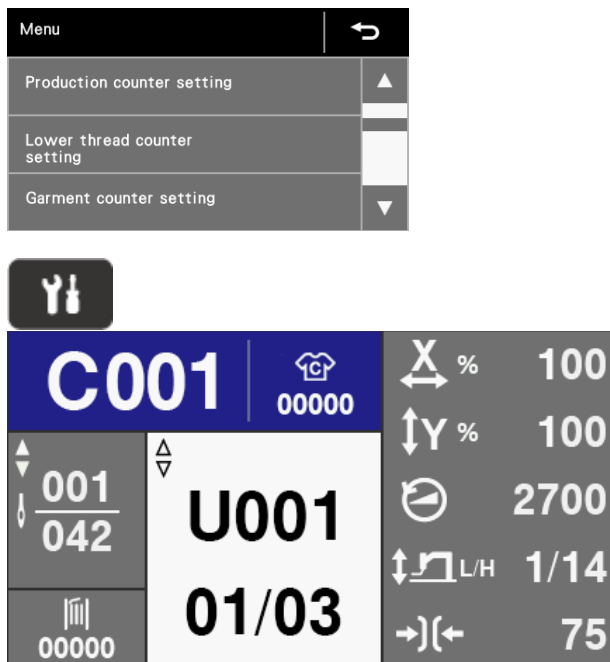 Menu
Production counter setting
Lower thread counter
setting
Garment counter setting
C001
C
00000
X % 100
Y % 100
001
042
U001
2700
L/H 1/14
01/03
00000
75